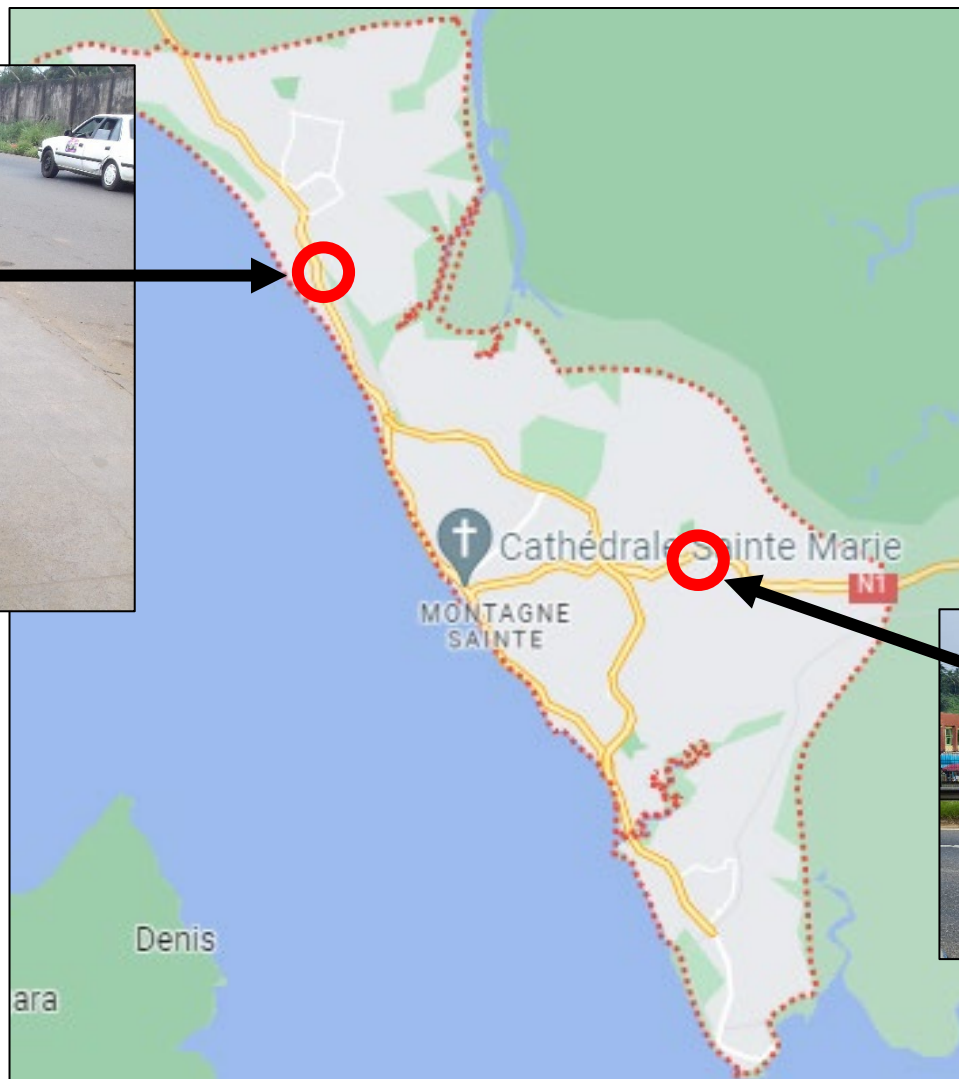 Cathédrale Sainte Marie
N1
MONTAGNE
SAINTE
Denis
ara